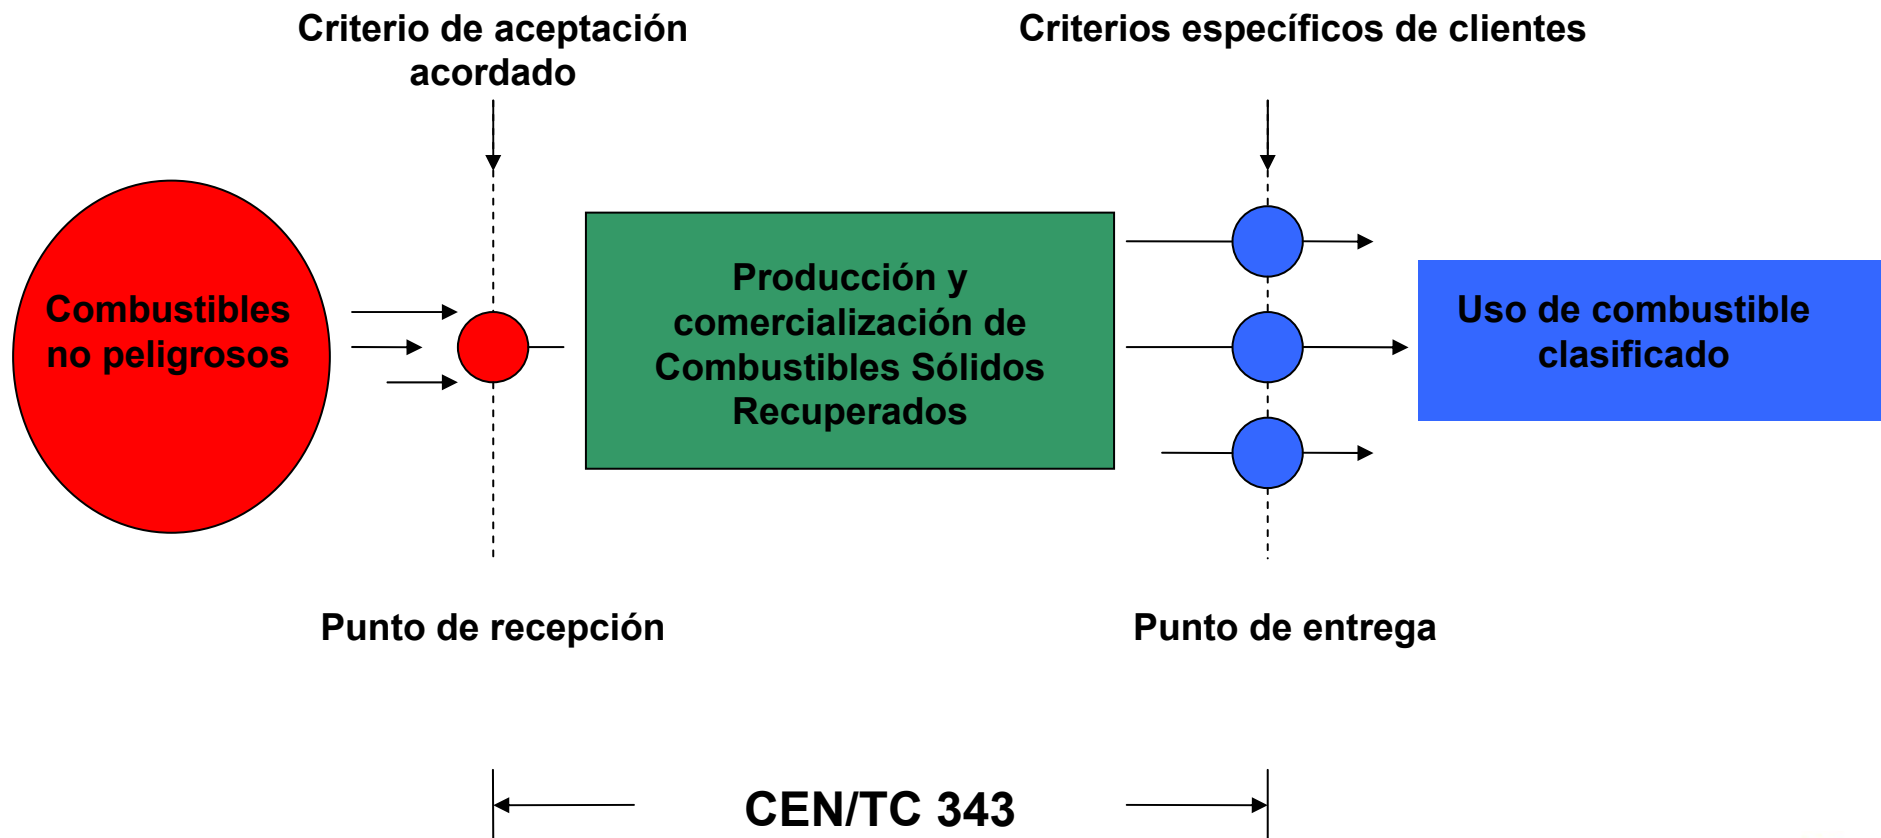 Criterio de aceptación
acordado
Criterios específicos de clientes
Combustibles
no peligrosos
Producción y
comercialización de
Combustibles Sólidos
Recuperados
Uso de combustible
clasificado
Punto de recepción
Punto de entrega
CEN/TC 343